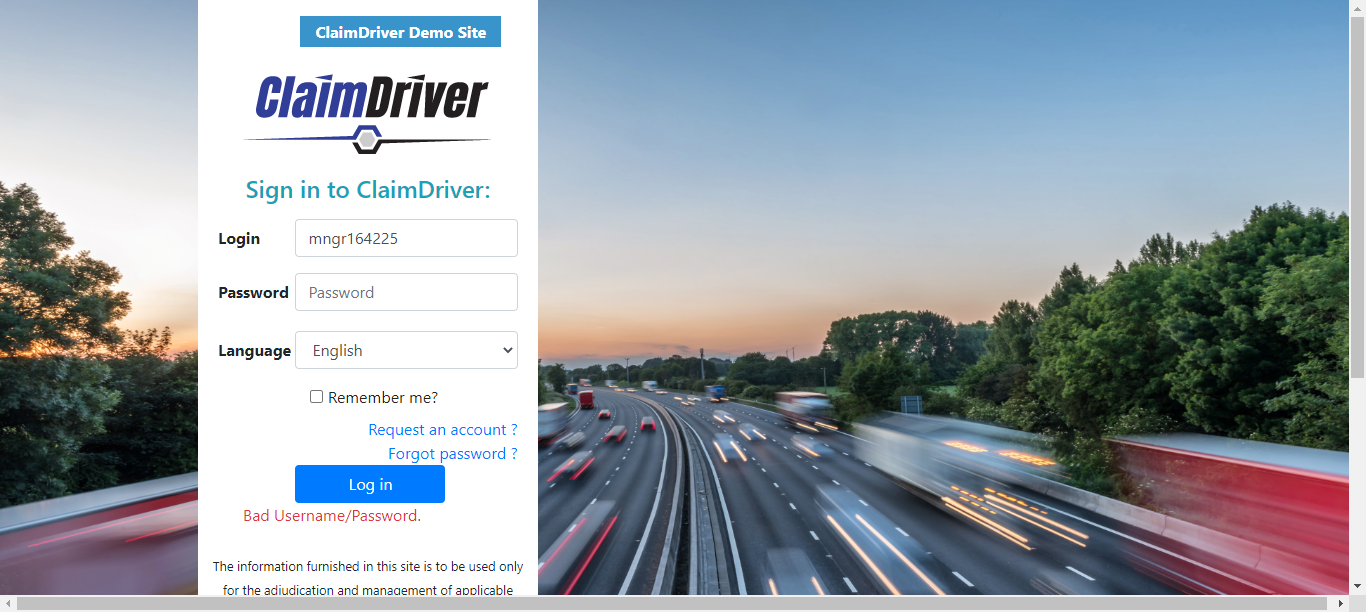 ClaimDriver Demo Site
ClaimDriver
Sign in to ClaimDriver:
Login mngr164225
Password Password
Language English
Remember me?
Request an account ?
Forgot password ?
Log in
Bad Username/Password.
The information furnished in this site is to be used only
for the adjudication and management of applicable